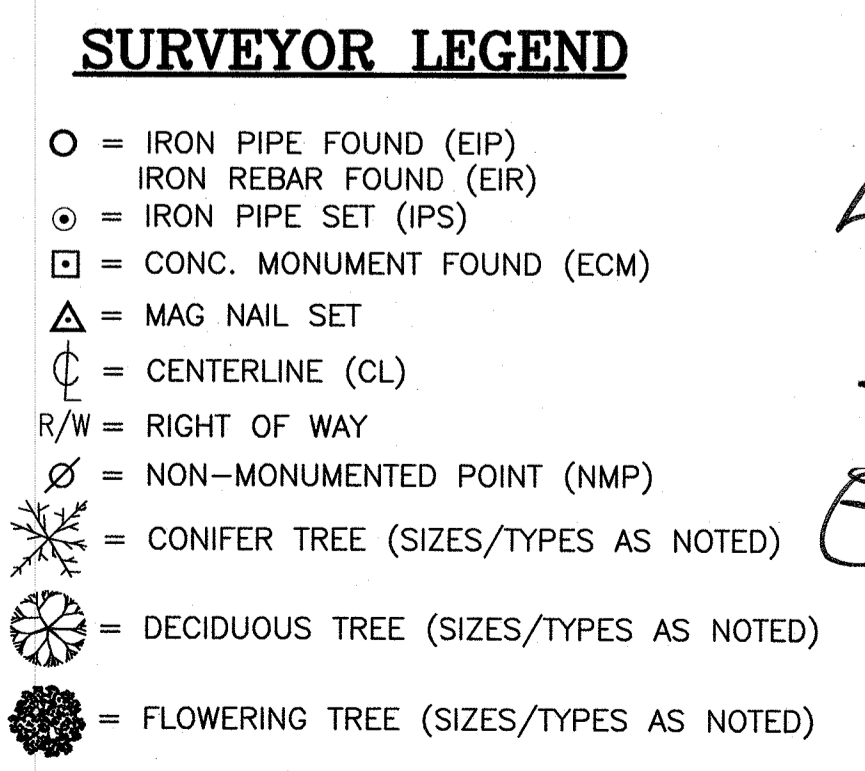 SURVEYOR LEGEND
= IRON PIPE FOUND (EIP)
IRON REBAR FOUND (EIR)
= IRON PIPE SET (IPS)
= CONC. MONUMENT FOUND (ECM)
= MAG NAIL SET
= CENTERLINE (CL)
R/W = RIGHT OF WAY
= NON-MONUMENTED POINT (NMP)
= CONIFER TREE (SIZES/TYPES AS NOTED)
= DECIDUOUS TREE (SIZES/TYPES AS NOTED)
= FLOWERING TREE (SIZES/TYPES AS NOTED)